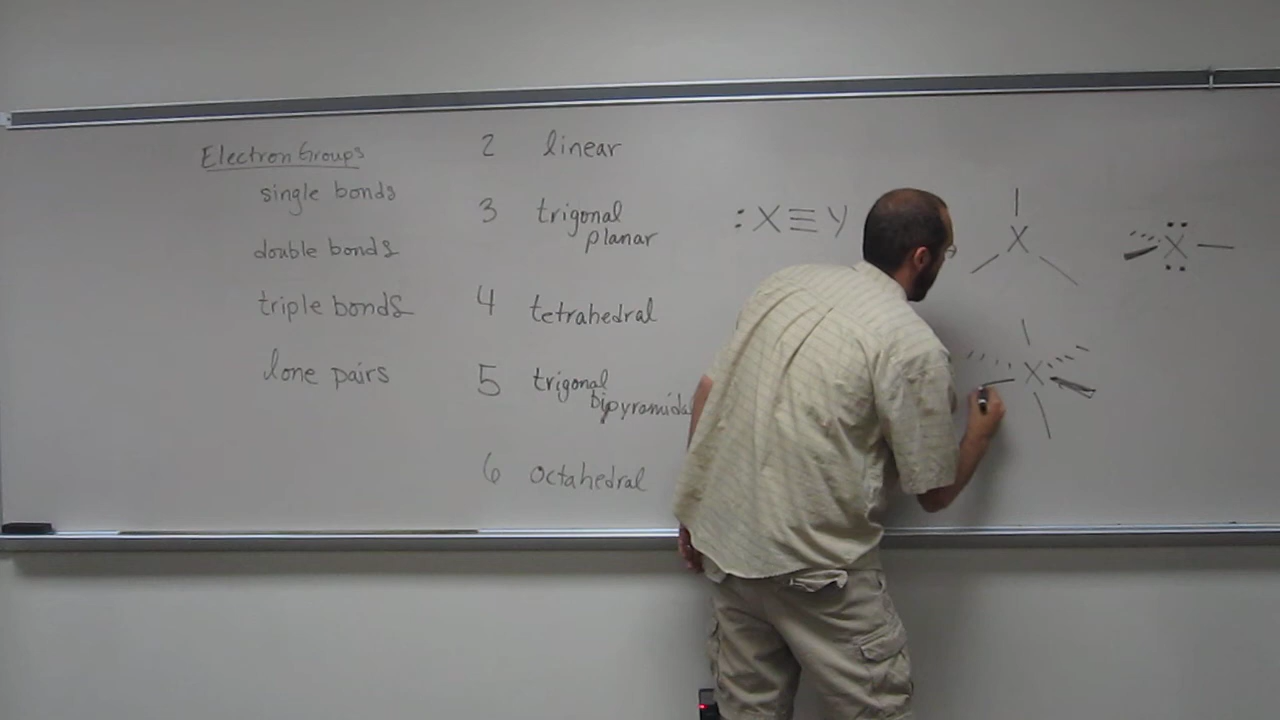 Electron Groups
single bonds
double bonds
triple bonds
lone pairs
2 linear
3 trigonal
planar
4 tetrahedral
5 trigonal
bipyramida
6 octahedral
:X≡Y
X
X
X